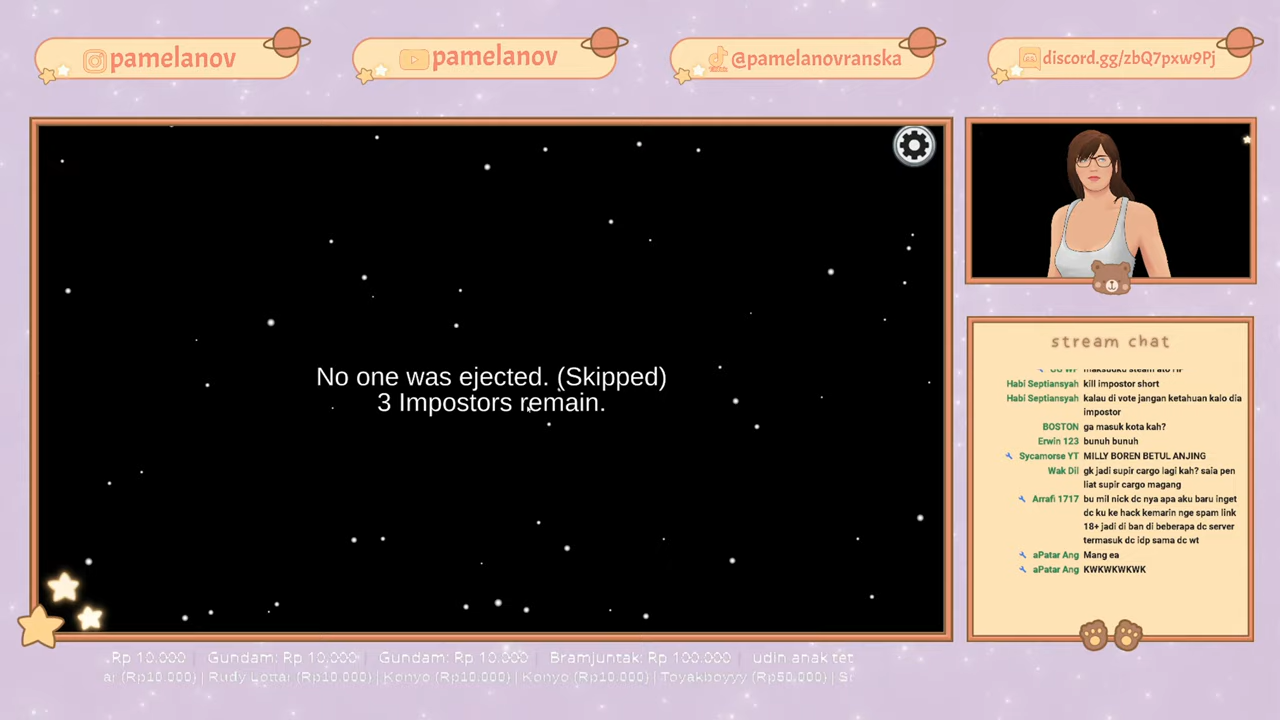 pamelanov
pamelanov
@pamelanovranska
discord.gg/zbQ7pxw9Pj
No one was ejected. (Skipped)
3 Impostors remain.
stream chat
Habi Septiansyah kill impostor short
Habi Septiansyah kalau di vote jangan ketahuan kalo dia
impostor
BOSTON ga masuk kota kah?
Erwin 123 bunuh bunuh
Sycamorse YT MILLY BOREN BETUL ANJING
Wak Dil gk jadi supir cargo lagi kah? saia pen
liat supir cargo magang
Arrafi 1717 bu mil nick dc nya apa aku baru inget
dc ku ke hack kemarin nge spam link
18+ jadi di ban di beberapa dc server
termasuk dc idp sama dc wt
aPatar Ang Mang ea
aPatar Ang KWKWKWKWK
Rp 10.000 Gundam: Rp 10.000 Gundam: Rp 10.000 Bramjuntak: Rp 100.000 udin anak tet
(Rp10.000) | Rudy (Rp10.000) | Konyo (Rp10.000) | Konyo (Rp10.000) | Toyakboyyy (Rp50.000) |